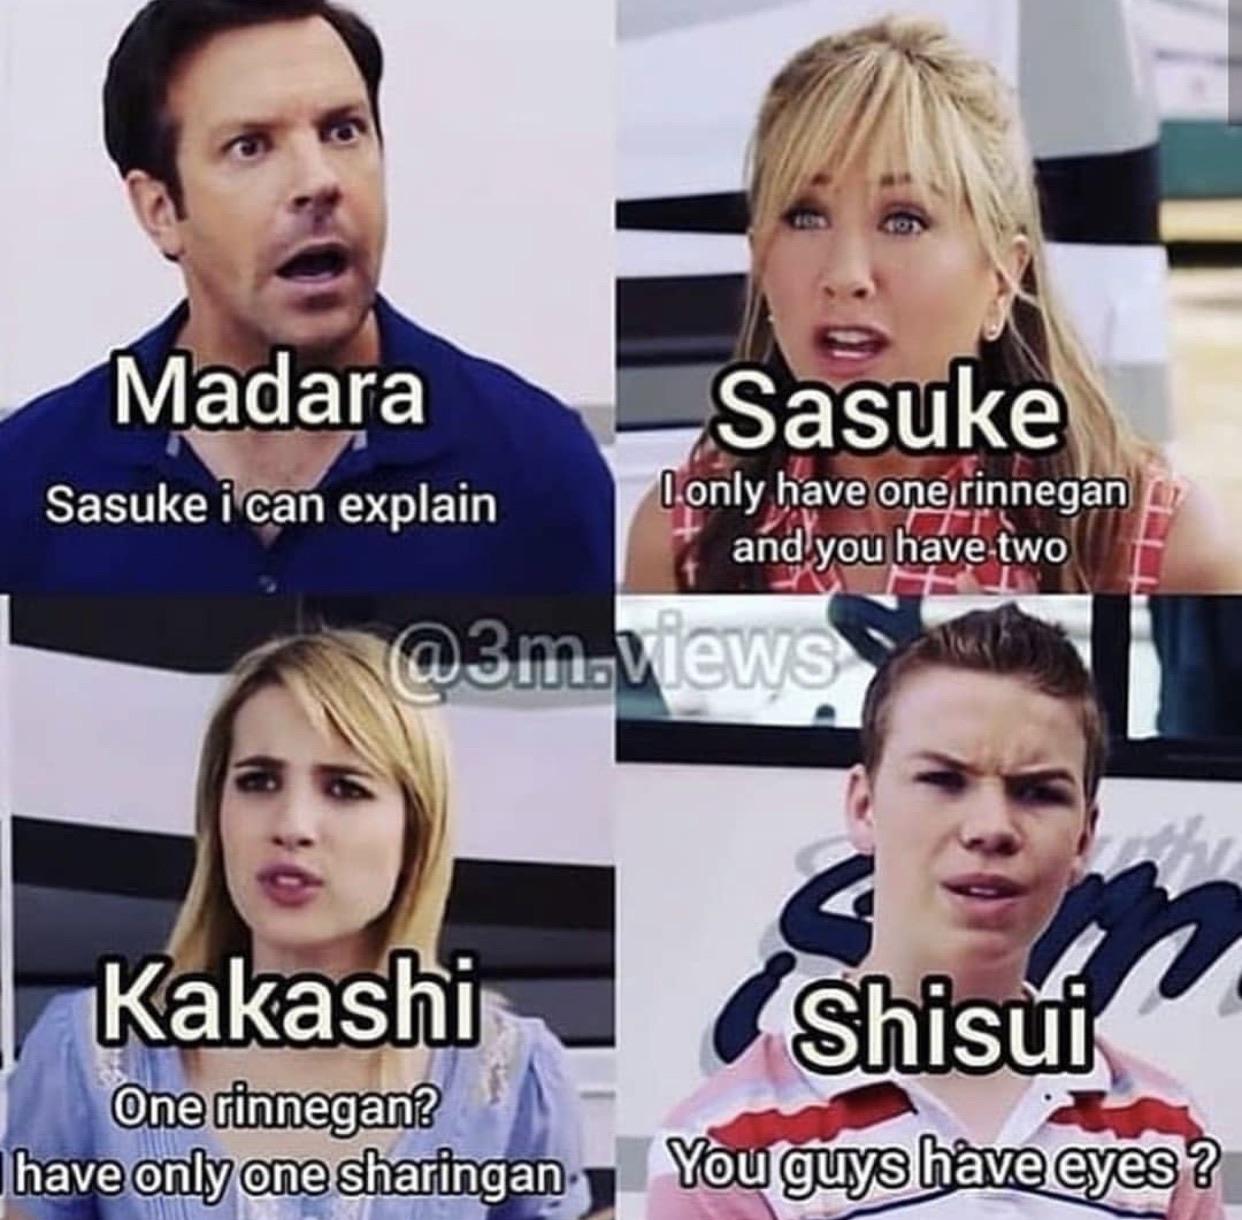 Madara
Sasuke i can explain
Sasuke
I only have one rinnegan
and you have two
@3m.views
Kakashi
One rinnegan?
I have only one sharingan
Shisui
You guys have eyes ?